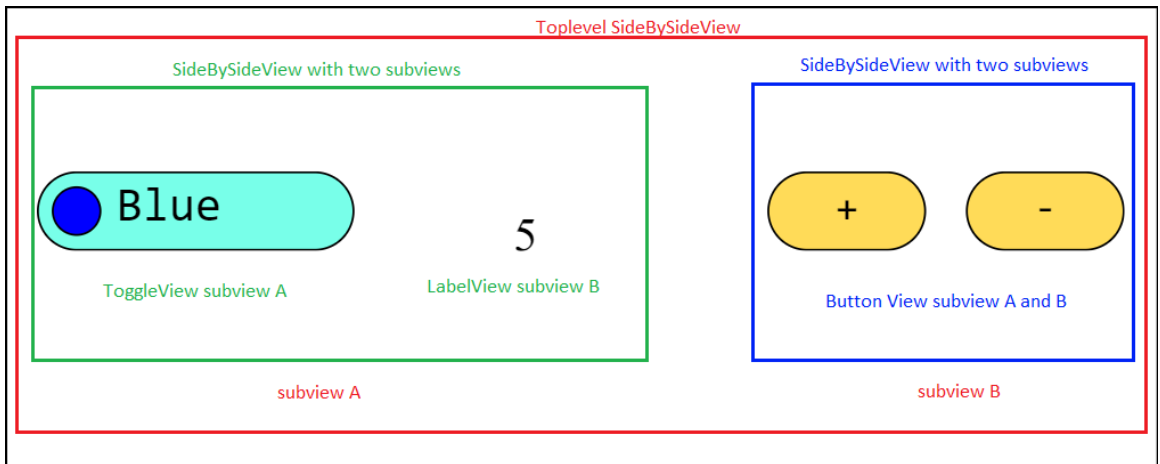 Toplevel SideBySideView
SideBySideView with two subviews
SideBySideView with two subviews
Blue
5
+
-
ToggleView subview A
LabelView subview B
Button View subview A and B
subview A
subview B